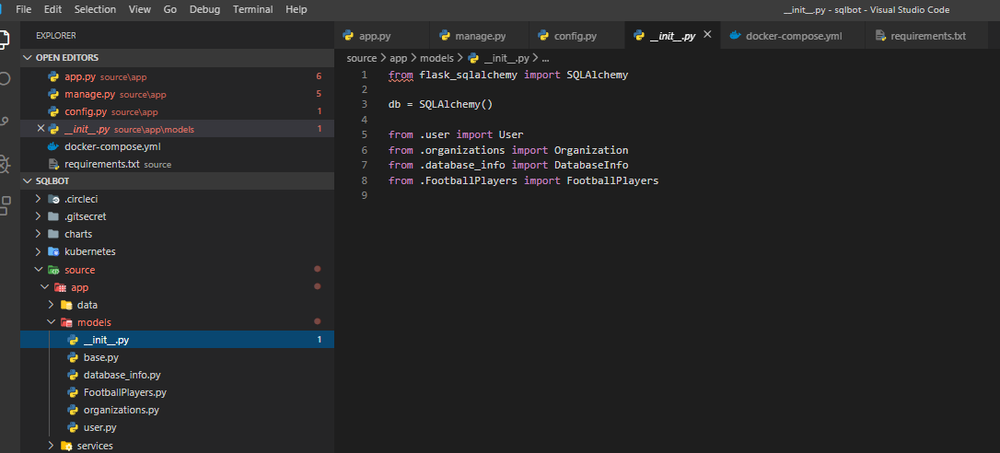 File Edit Selection View Go Debug Terminal Help
__init__.py - sqlbot - Visual Studio Code
EXPLORER
OPEN EDITORS
app.py source\app 6
manage.py source\app 5
config.py source\app 1
__init__.py source\app\models 1
docker-compose.yml
requirements.txt source
SQLBOT
.circleci
.gitsecret
charts
kubernetes
source
app
data
models
__init__.py 1
base.py
database_info.py
FootballPlayers.py
organizations.py
user.py
services
app.py manage.py config.py __init__.py docker-compose.yml requirements.txt
source > app > models > __init__.py > ...
1 from flask_sqlalchemy import SQLAlchemy
2
3 db = SQLAlchemy()
4
5 from .user import User
6 from .organizations import Organization
7 from .database_info import DatabaseInfo
8 from .FootballPlayers import FootballPlayers
9